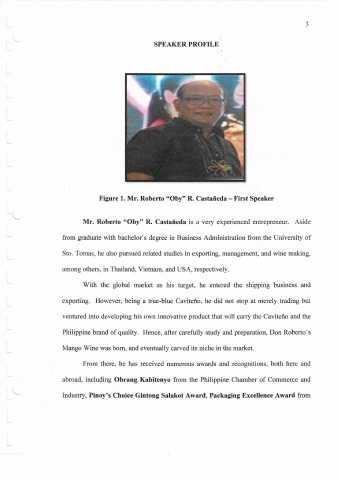 3
SPEAKER PROFILE
Figure 1. Mr. Roberto "Oby" R. Castañeda – First Speaker
Mr. Roberto "Oby" R. Castañeda is a very experienced entrepreneur. Aside
from graduate with bachelor's degree in Business Administration from the University of
Sto. Tomas, he also pursued related studies in exporting, management, and wine making,
among others, in Thailand, Vietnam, and USA, respectively.
With the global market as his target, he entered the shipping business and
exporting. However, being a true-blue Caviteño, he did not stop at merely trading but
ventured into developing his own innovative product that will carry the Caviteño and the
Philippine brand of quality. Hence, after carefully study and preparation, Don Roberto's
Mango Wine was born, and eventually carved its niche in the market.
From there, he has received numerous awards and recognitions, both here and
abroad, including Obrang Kabitenyo from the Philippine Chamber of Commerce and
Industry, Pinoy's Choice Gintong Salakot Award, Packaging Excellence Award from